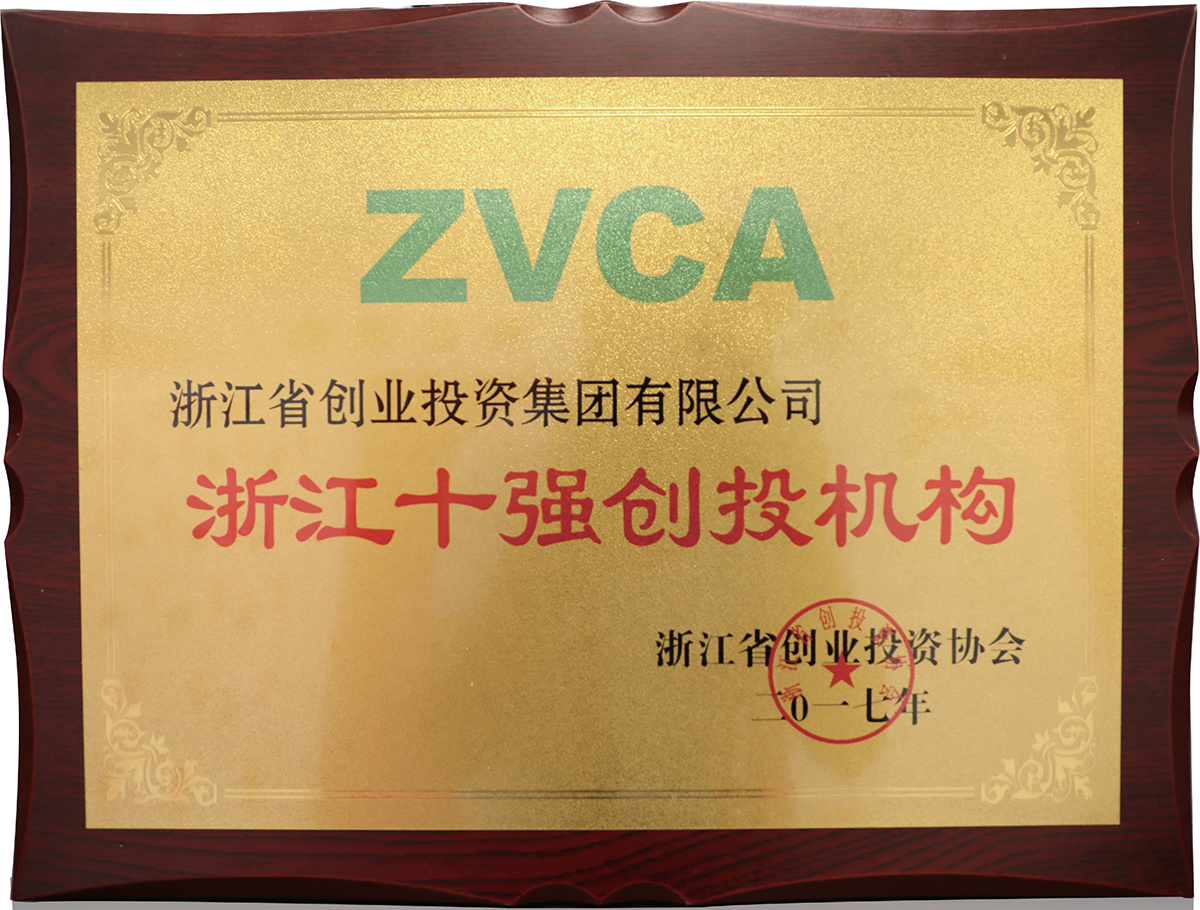 ZVCA
浙江省创业投资集团有限公司
浙江十强创投机构
浙江省创业投资协会
二0一七年